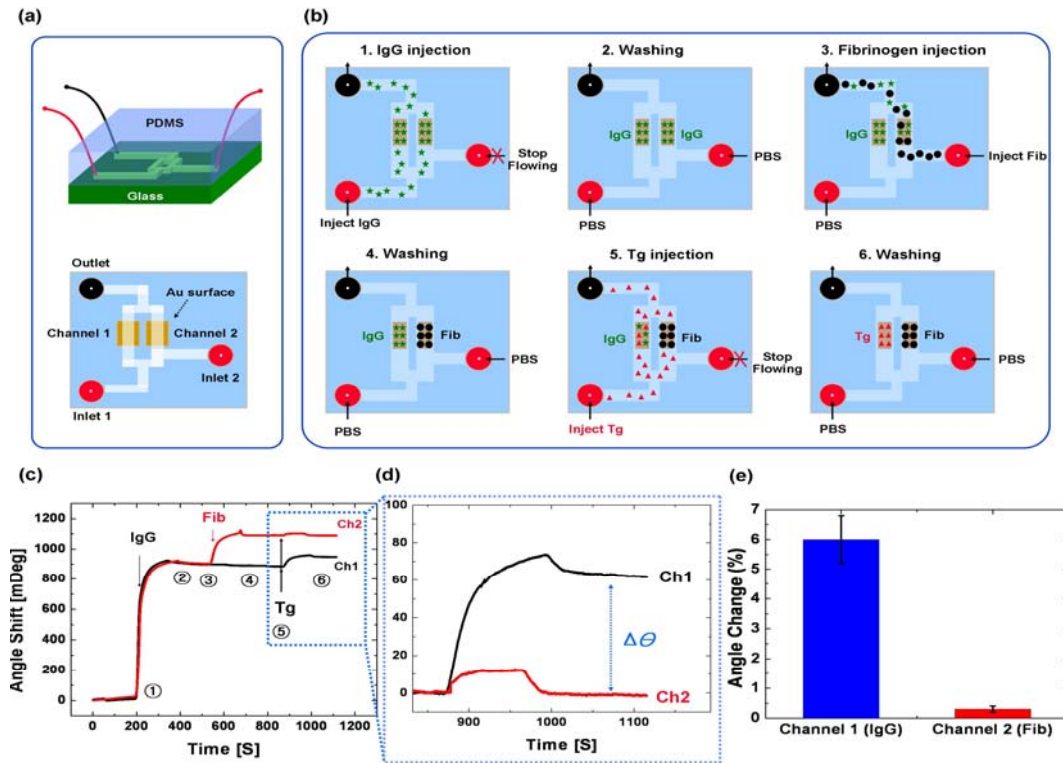 (a)
PDMS
Glass
Outlet
Au surface
Channel 1
Channel 2
Inlet 2
Inlet 1
(b)
1. IgG injection
Stop
Flowing
Inject IgG
2. Washing
IgG
IgG
PBS
PBS
3. Fibrinogen injection
IgG
Inject Fib
PBS
4. Washing
IgG
Fib
PBS
PBS
5. Tg injection
IgG
Fib
Stop
Flowing
Inject Tg
6. Washing
Tg
Fib
PBS
PBS
(c)
Angle Shift [mDeg]
1200
1000
800
600
400
200
0
IgG
Fib
Ch2
Ch1
Tg
①
②
③
④
⑤
⑥
0 200 400 600 800 1000 1200
Time [S]
(d)
100
80
60
40
20
0
Ch1
ΔΘ
Ch2
900 1000 1100
Time [S]
(e)
Angle Change (%)
7
6
5
4
3
2
1
0
Channel 1 (IgG)
Channel 2 (Fib)